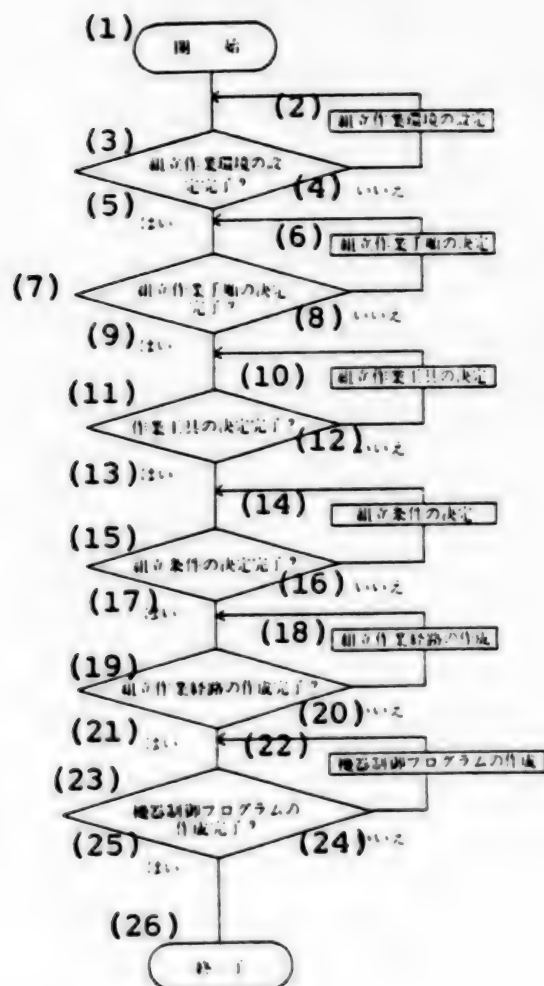 (1)
開 始
(2)
組立作業環境の設定
(3)
組立作業環境の設
定完了?
(4) いいえ
(5) はい
(6)
組立作業手順の決定
(7)
組立作業手順の決定
完了?
(8) いいえ
(9) はい
(10)
組立作業工具の決定
(11)
作業工具の決定完了?
(12) いいえ
(13) はい
(14)
組立条件の決定
(15)
組立条件の決定完了?
(16) いいえ
(17) はい
(18)
組立作業経路の作成
(19)
組立作業経路の作成完了?
(20) いいえ
(21) はい
(22)
機器制御プログラムの作成
(23)
機器制御プログラムの
作成完了?
(24) いいえ
(25) はい
(26)
終 了